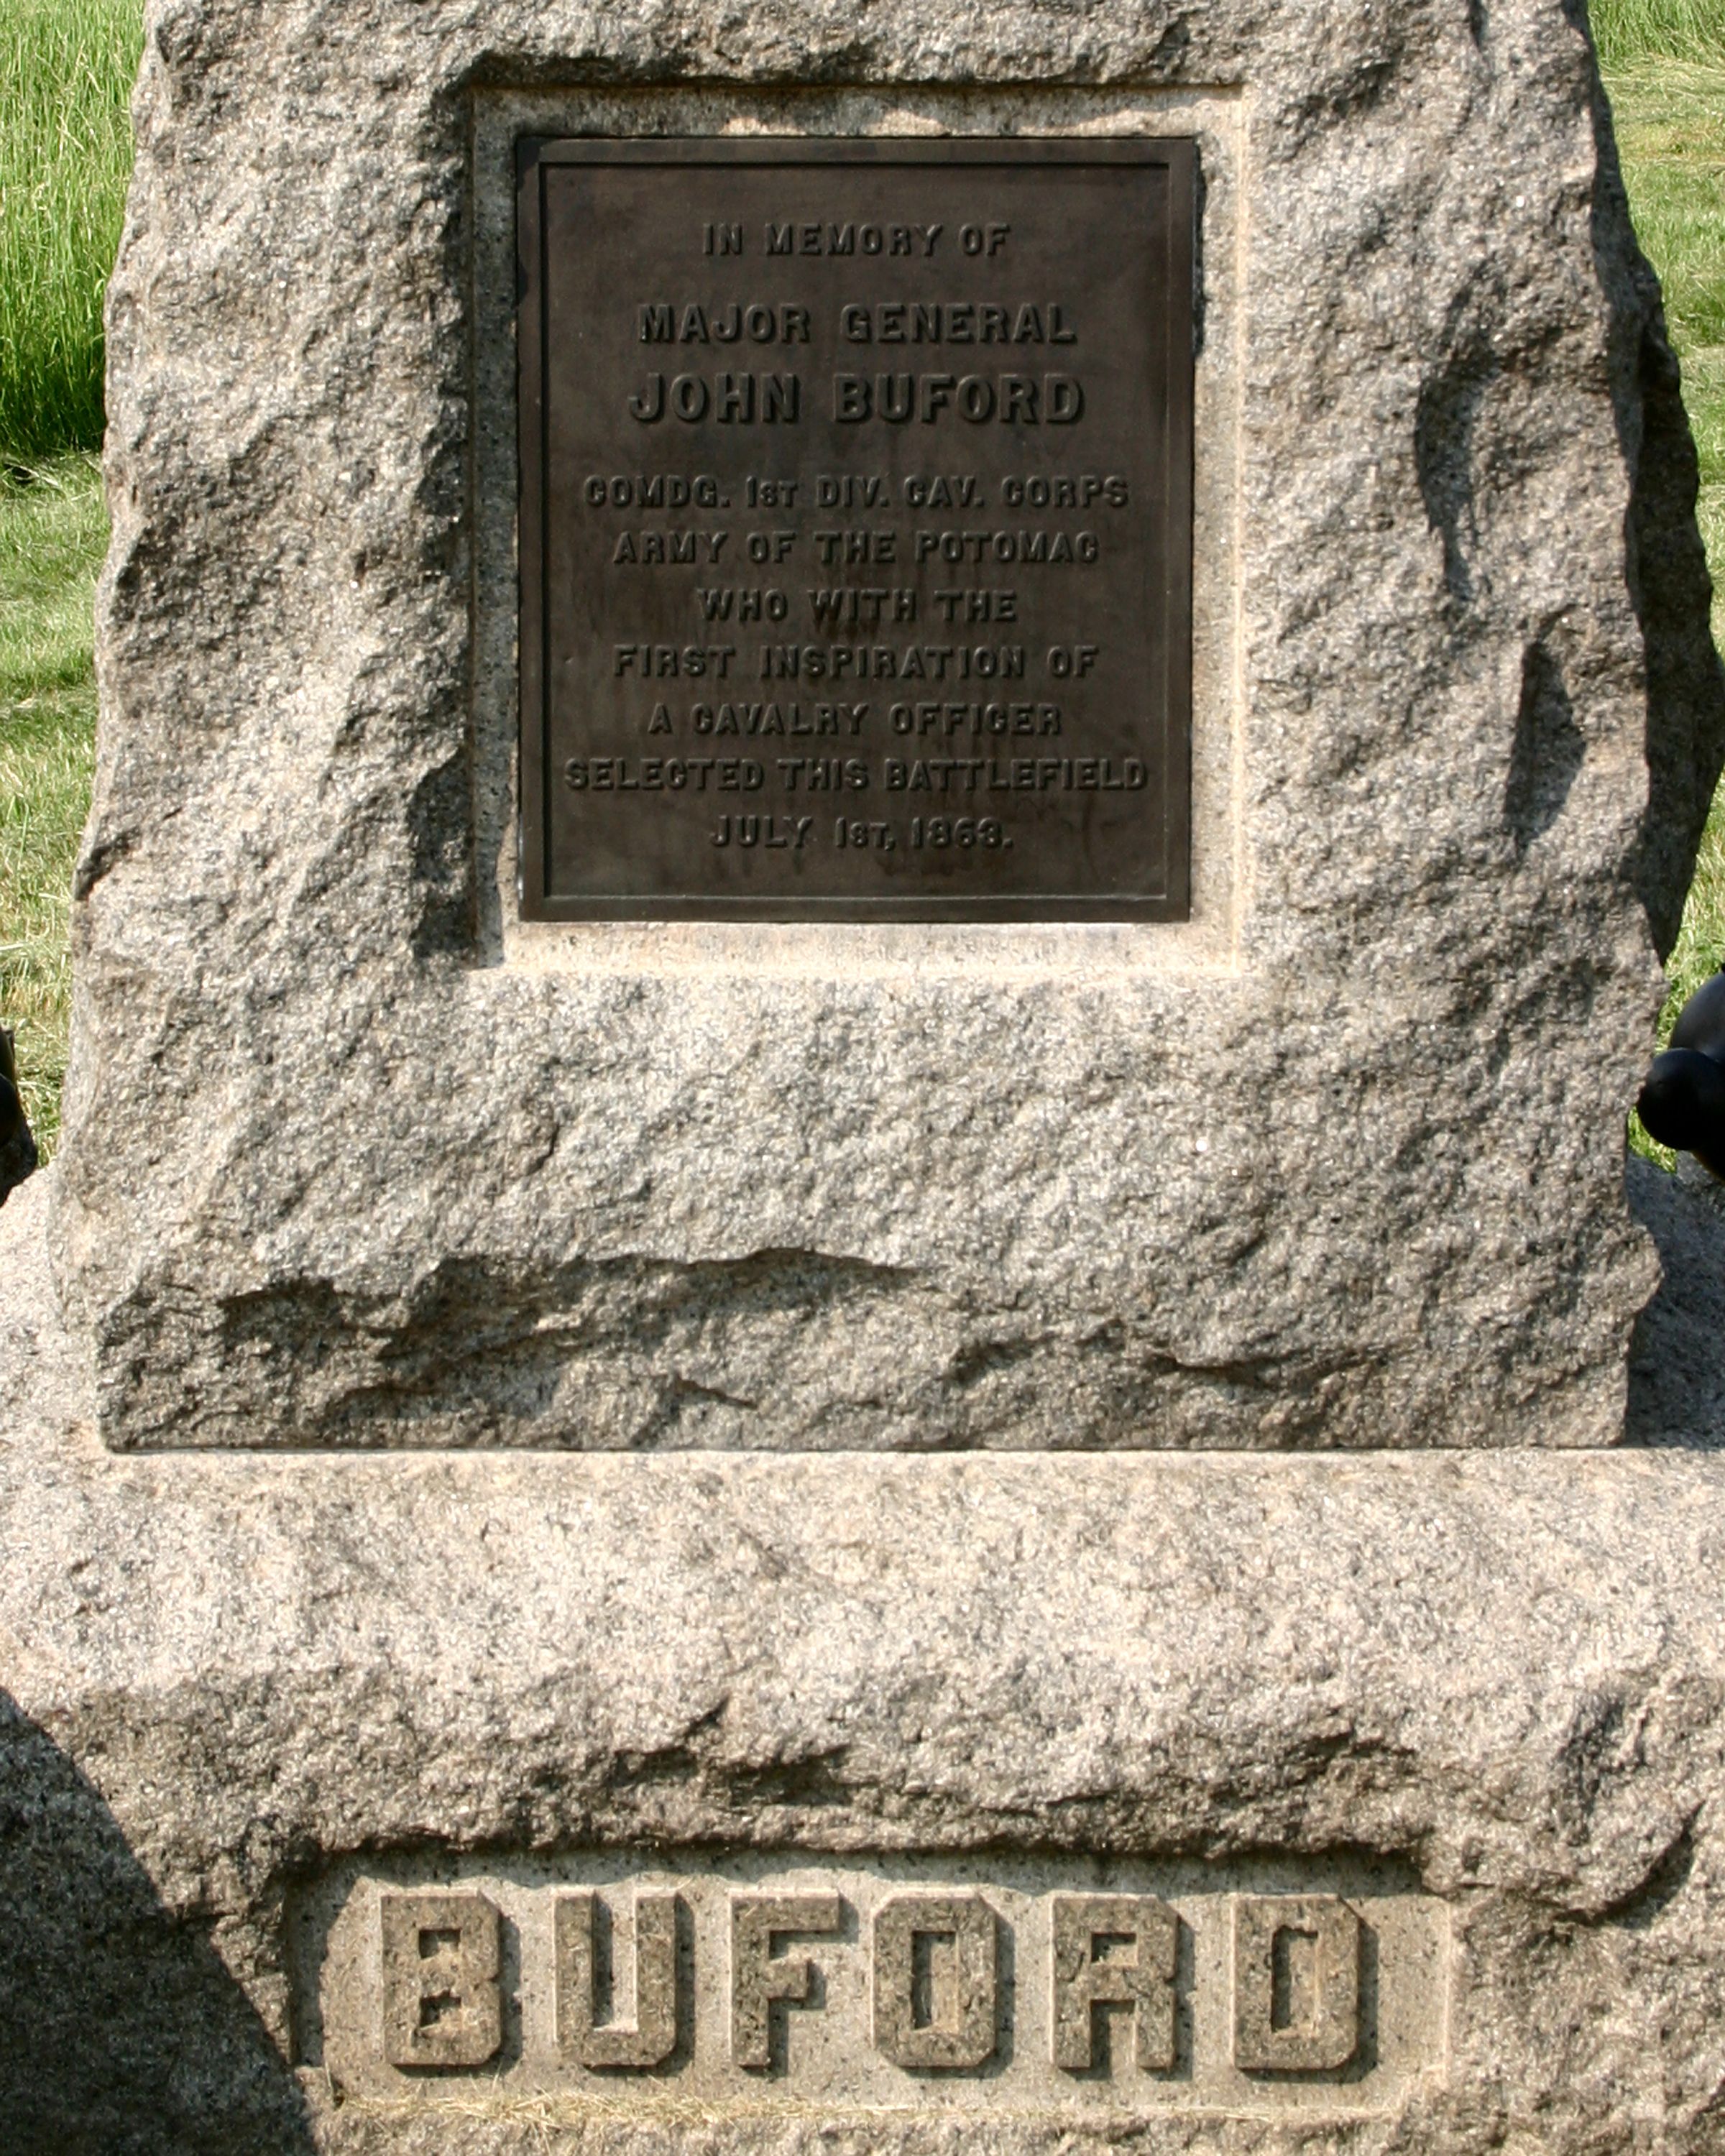 IN MEMORY OF
MAJOR GENERAL
JOHN BUFORD
COMDG. 1ST DIV. CAV. CORPS
ARMY OF THE POTOMAC
WHO WITH THE
FIRST INSPIRATION OF
A CAVALRY OFFICER
SELECTED THIS BATTLEFIELD
JULY 1ST, 1863.
BUFORD